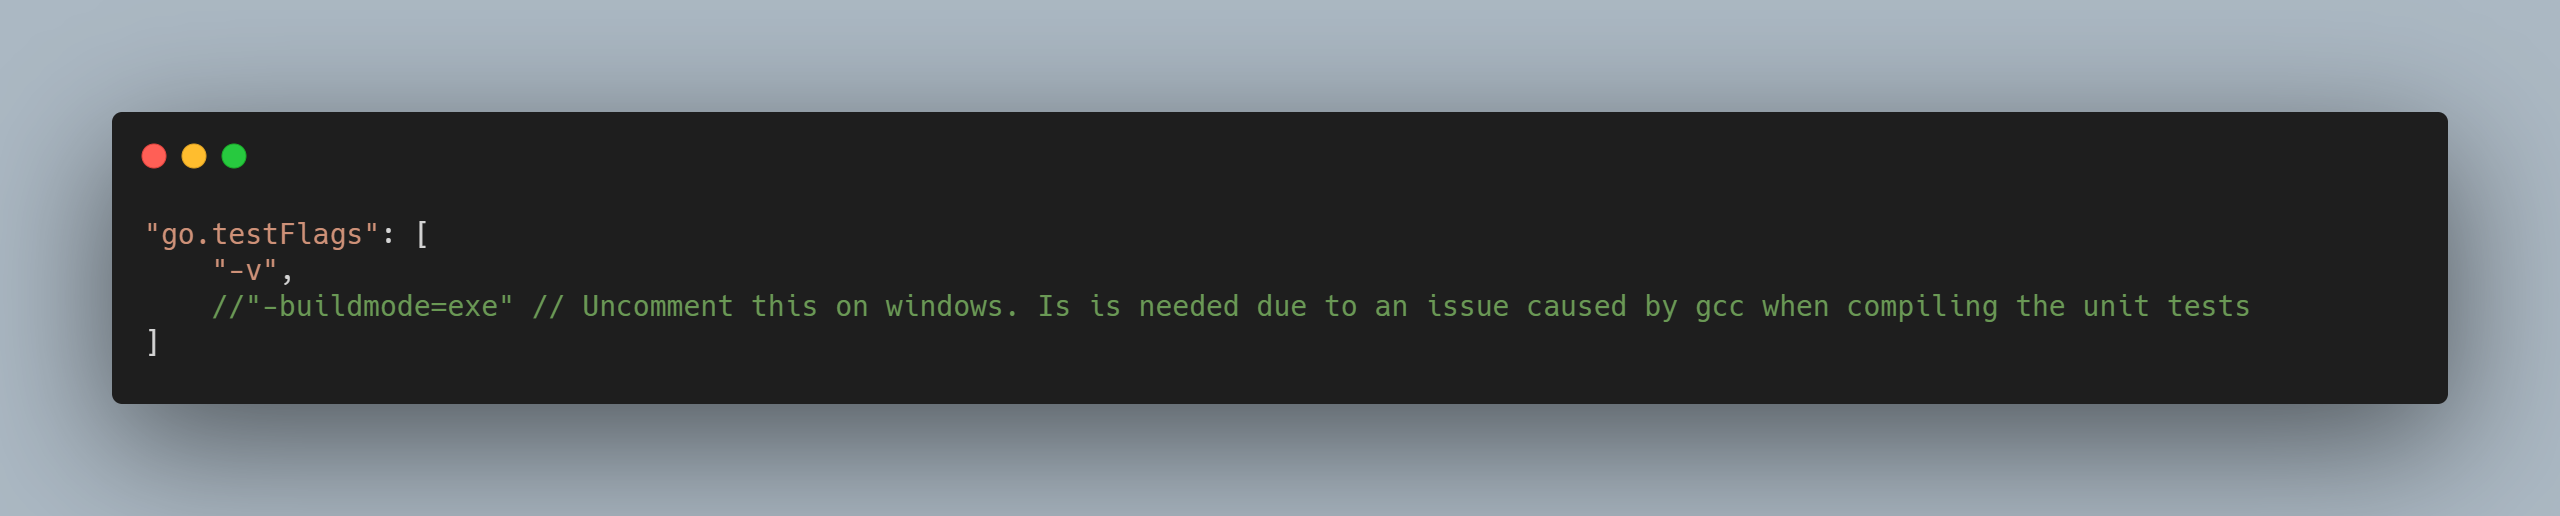 "go.testFlags": [
    "-v",
    //"-buildmode=exe" // Uncomment this on windows. Is is needed due to an issue caused by gcc when compiling the unit tests
]